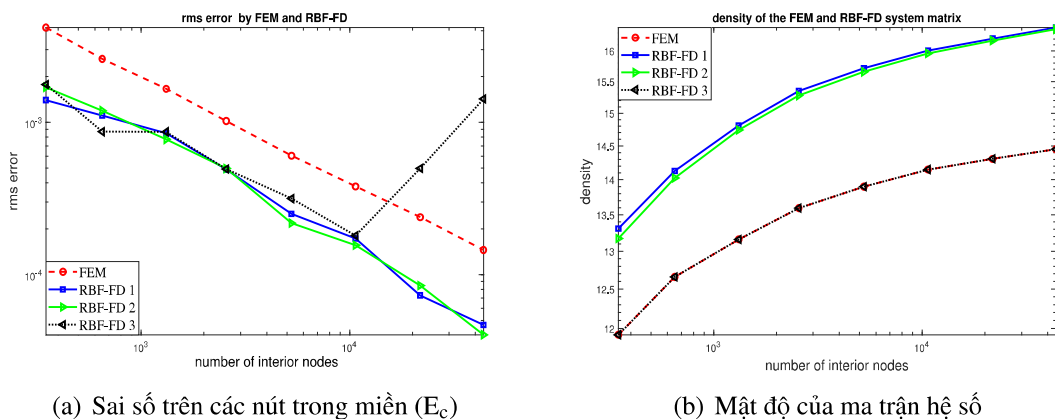 rms error by FEM and RBF-FD
10^-3
10^-4
rms error
FEM
RBF-FD 1
RBF-FD 2
RBF-FD 3
10^3
10^4
number of interior nodes
(a) Sai số trên các nút trong miền (E_c)
density of the FEM and RBF-FD system matrix
FEM
RBF-FD 1
RBF-FD 2
RBF-FD 3
16
15,5
15
14,5
14
13,5
13
12,5
12
density
10^3
10^4
number of interior nodes
(b) Mật độ của ma trận hệ số